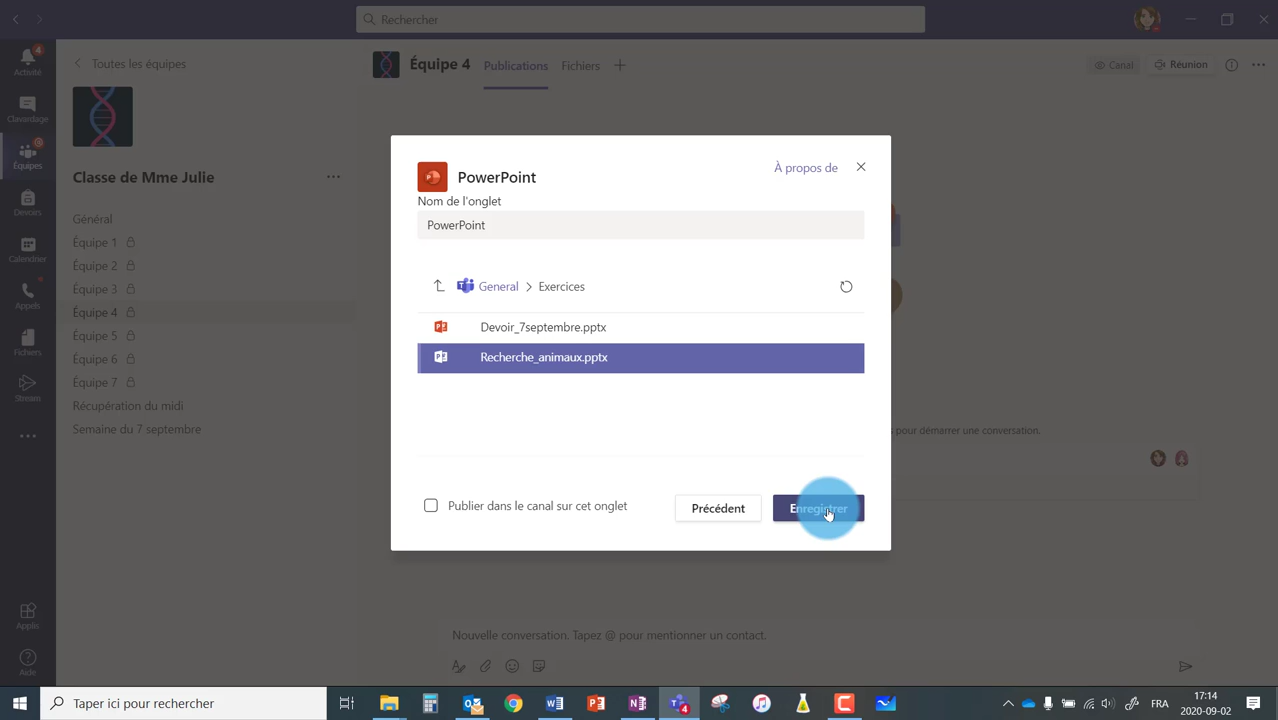 Rechercher
Activité
4
Clavardage
Équipes
Devoirs
Calendrier
Appels
Fichiers
Stream
Applis
Aide
Toutes les équipes
Classe de Mme Julie
Général
Équipe 1
Équipe 2
Équipe 3
Équipe 4
Équipe 5
Équipe 6
Équipe 7
Récupération du midi
Semaine du 7 septembre
Équipe 4 Publications Fichiers
Canal Réunion
PowerPoint
À propos de
Nom de l'onglet
PowerPoint
General > Exercices
Devoir_7septembre.pptx
Recherche_animaux.pptx
Publier dans le canal sur cet onglet
Précédent
Enregistrer
pour démarrer une conversation.
Nouvelle conversation. Tapez @ pour mentionner un contact.
Taper ici pour rechercher
4
FRA
17:14
2020-09-02